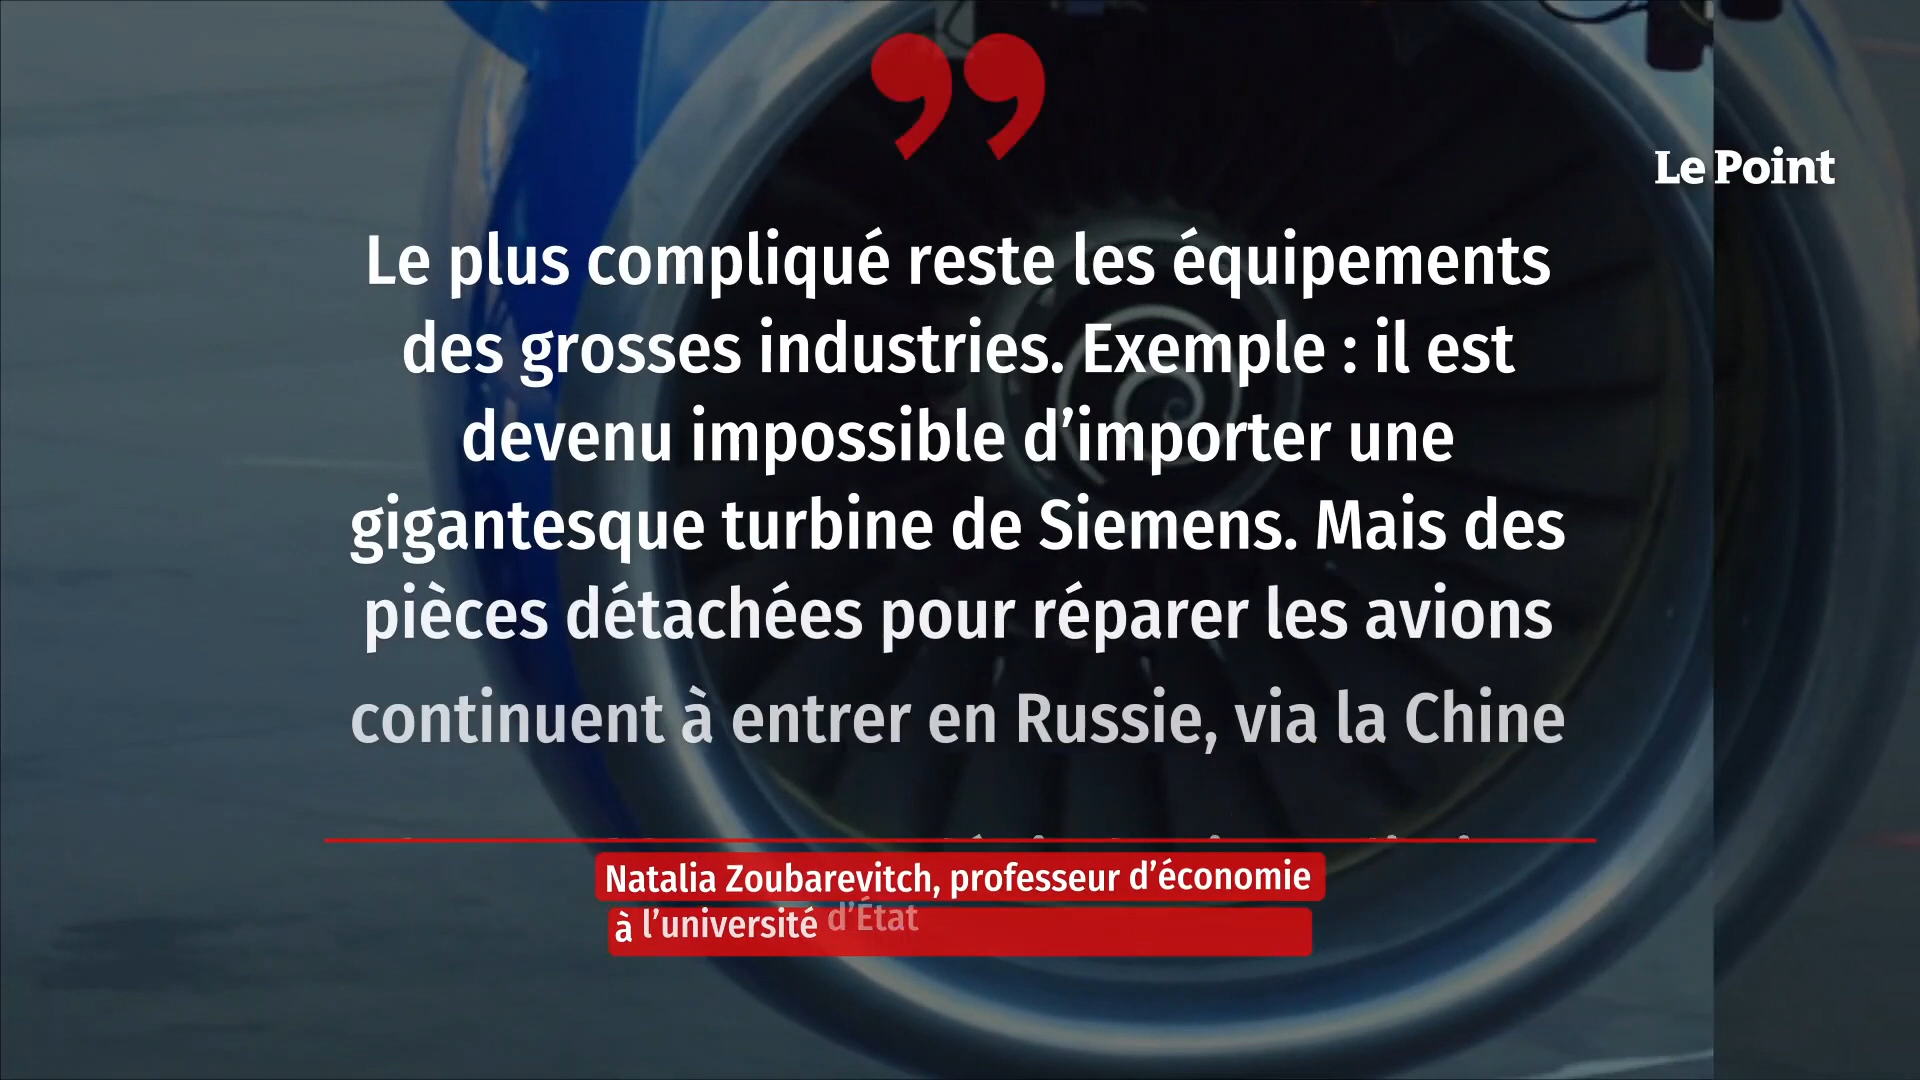 Le Point
Le plus compliqué reste les équipements
des grosses industries. Exemple : il est
devenu impossible d’importer une
gigantesque turbine de Siemens. Mais des
pièces détachées pour réparer les avions
continuent à entrer en Russie, via la Chine
Natalia Zoubarevitch, professeur d’économie
à l’université d’État